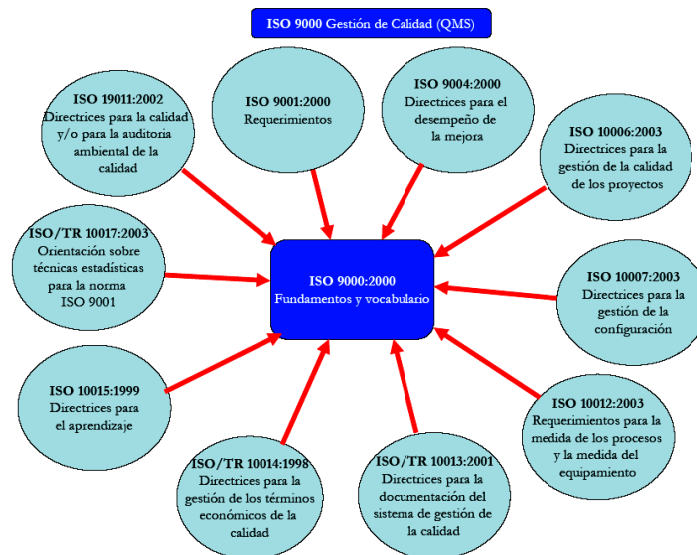 ISO 9000 Gestión de Calidad (QMS)
ISO 19011:2002
Directrices para la calidad
y/o para la auditoria
ambiental de la
calidad
ISO 9001:2000
Requerimientos
ISO 9004:2000
Directrices para el
desempeño de
la mejora
ISO 10006:2003
Directrices para la
gestión de la calidad
de los proyectos
ISO/TR 10017:2003
Orientación sobre
técnicas estadísticas
para la norma
ISO 9001
ISO 9000:2000
Fundamentos y vocabulario
ISO 10007:2003
Directrices para la
gestión de la
configuración
ISO 10015:1999
Directrices para
el aprendizaje
ISO/TR 10014:1998
Directrices para la
gestión de los términos
económicos de la
calidad
ISO/TR 10013:2001
Directrices para la
documentación del
sistema de gestión de
la calidad
ISO 10012:2003
Requerimientos para la
medida de los procesos
y la medida del
equipamiento